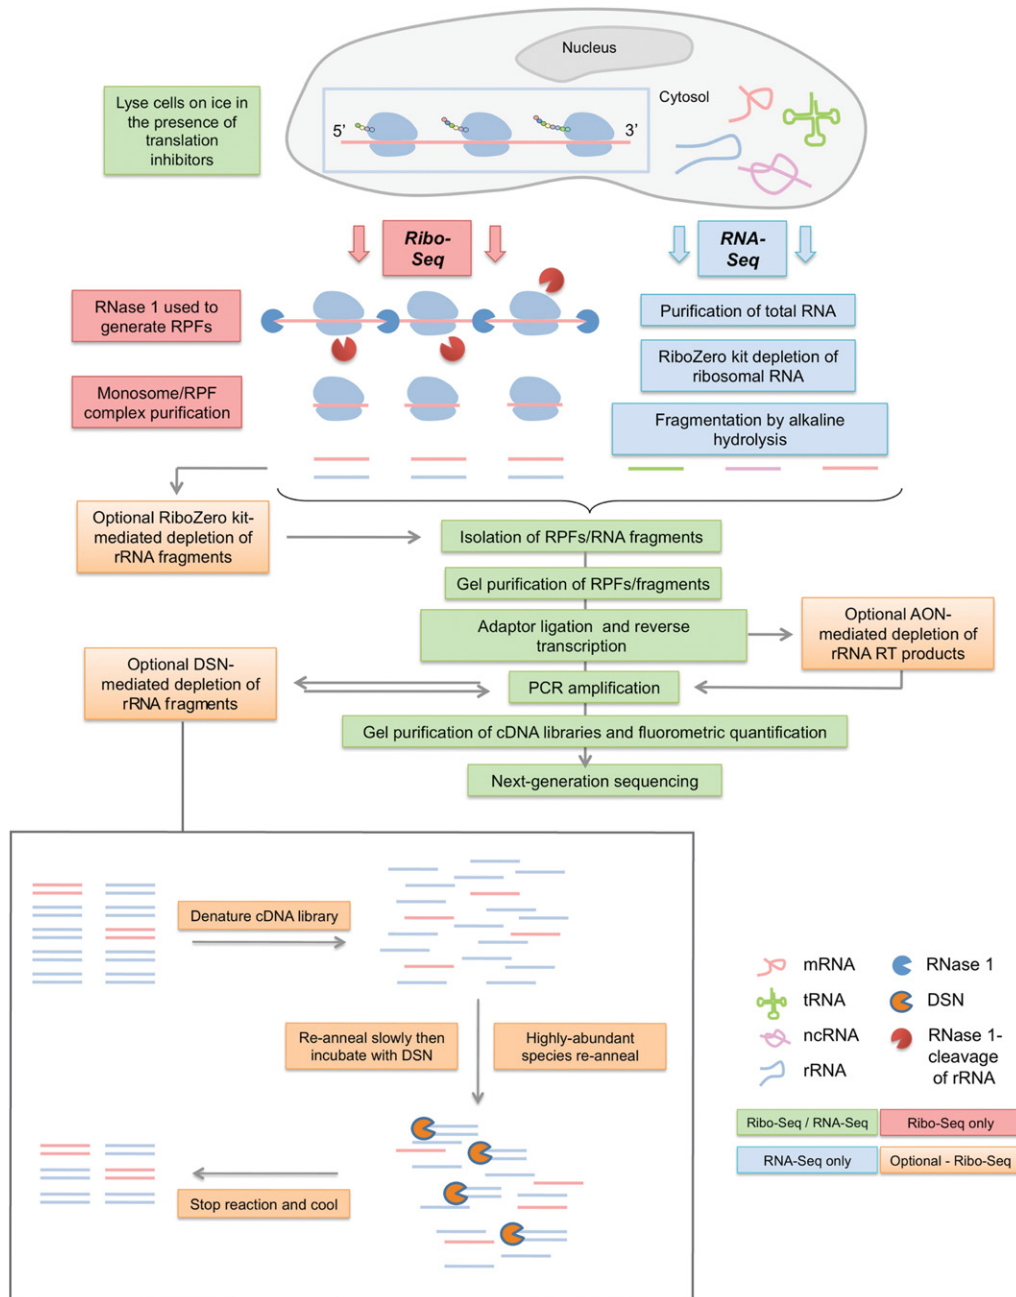 Nucleus
Cytosol
Lyse cells on ice in
the presence of
translation
inhibitors
5’
3’
Ribo-
Seq
RNA-
Seq
RNase 1 used to
generate RPFs
Purification of total RNA
RiboZero kit depletion of
ribosomal RNA
Monosome/RPF
complex purification
Fragmentation by alkaline
hydrolysis
Optional RiboZero kit-
mediated depletion of
rRNA fragments
Isolation of RPFs/RNA fragments
Gel purification of RPFs/fragments
Adaptor ligation and reverse
transcription
Optional AON-
mediated depletion of
rRNA RT products
Optional DSN-
mediated depletion of
rRNA fragments
PCR amplification
Gel purification of cDNA libraries and fluorometric quantification
Next-generation sequencing
Denature cDNA library
Re-anneal slowly then
incubate with DSN
Highly-abundant
species re-anneal
Stop reaction and cool
mRNA
RNase 1
tRNA
DSN
ncRNA
RNase 1-
cleavage
of rRNA
rRNA
Ribo-Seq / RNA-Seq
Ribo-Seq only
RNA-Seq only
Optional - Ribo-Seq